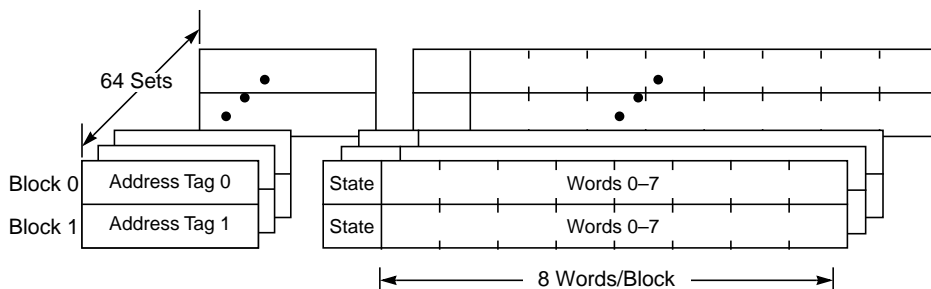 64 Sets
Block 0 Address Tag 0 State Words 0–7
Block 1 Address Tag 1 State Words 0–7
8 Words/Block